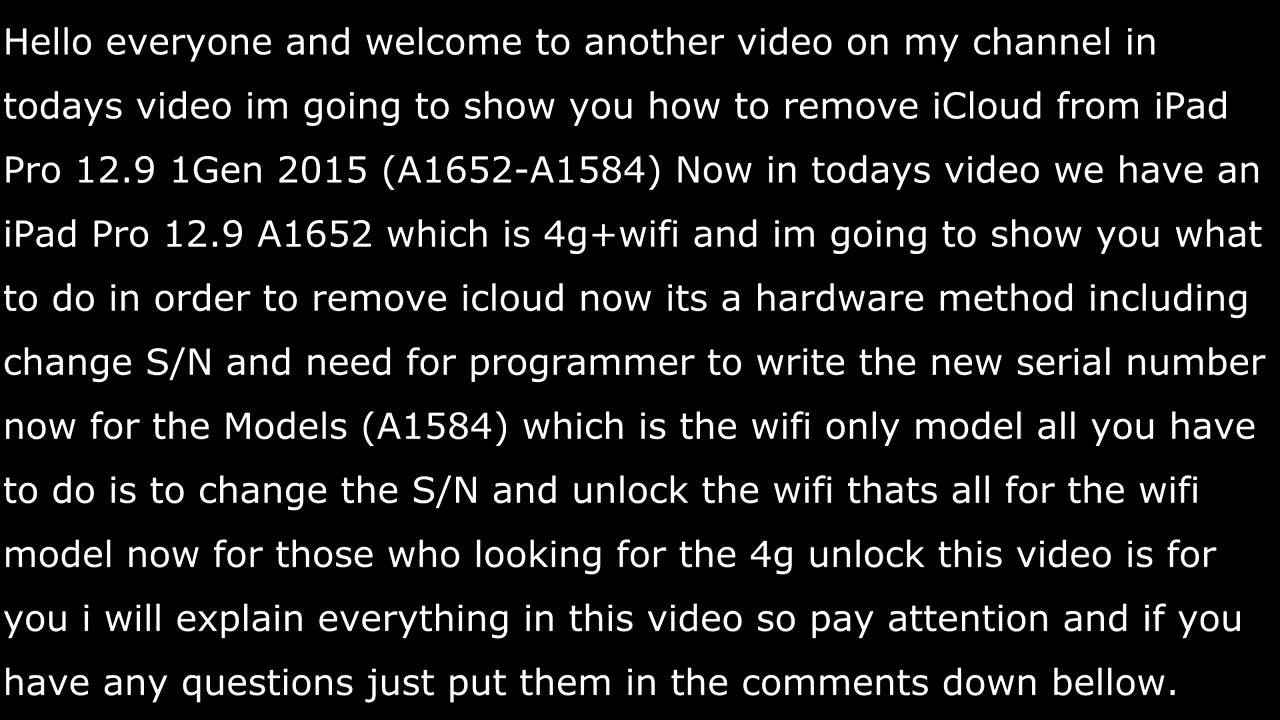 Hello everyone and welcome to another video on my channel in
todays video im going to show you how to remove iCloud from iPad
Pro 12.9 1Gen 2015 (A1652-A1584) Now in todays video we have an
iPad Pro 12.9 A1652 which is 4g+wifi and im going to show you what
to do in order to remove icloud now its a hardware method including
change S/N and need for programmer to write the new serial number
now for the Models (A1584) which is the wifi only model all you have
to do is to change the S/N and unlock the wifi thats all for the wifi
model now for those who looking for the 4g unlock this video is for
you i will explain everything in this video so pay attention and if you
have any questions just put them in the comments down bellow.